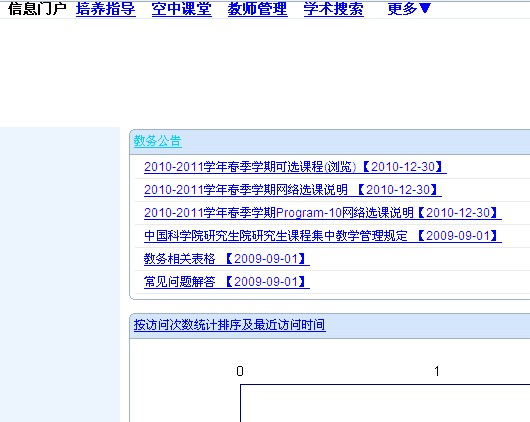 信息门户 培养指导 空中课堂 教师管理 学术搜索 更多▼
教务公告
2010-2011学年春季学期可选课程(浏览)【2010-12-30】
2010-2011学年春季学期网络选课说明 【2010-12-30】
2010-2011学年春季学期Program-10网络选课说明【2010-12-30】
中国科学院研究生院研究生课程集中教学管理规定 【2009-09-01】
教务相关表格 【2009-09-01】
常见问题解答 【2009-09-01】
按访问次数统计排序及最近访问时间
0 1